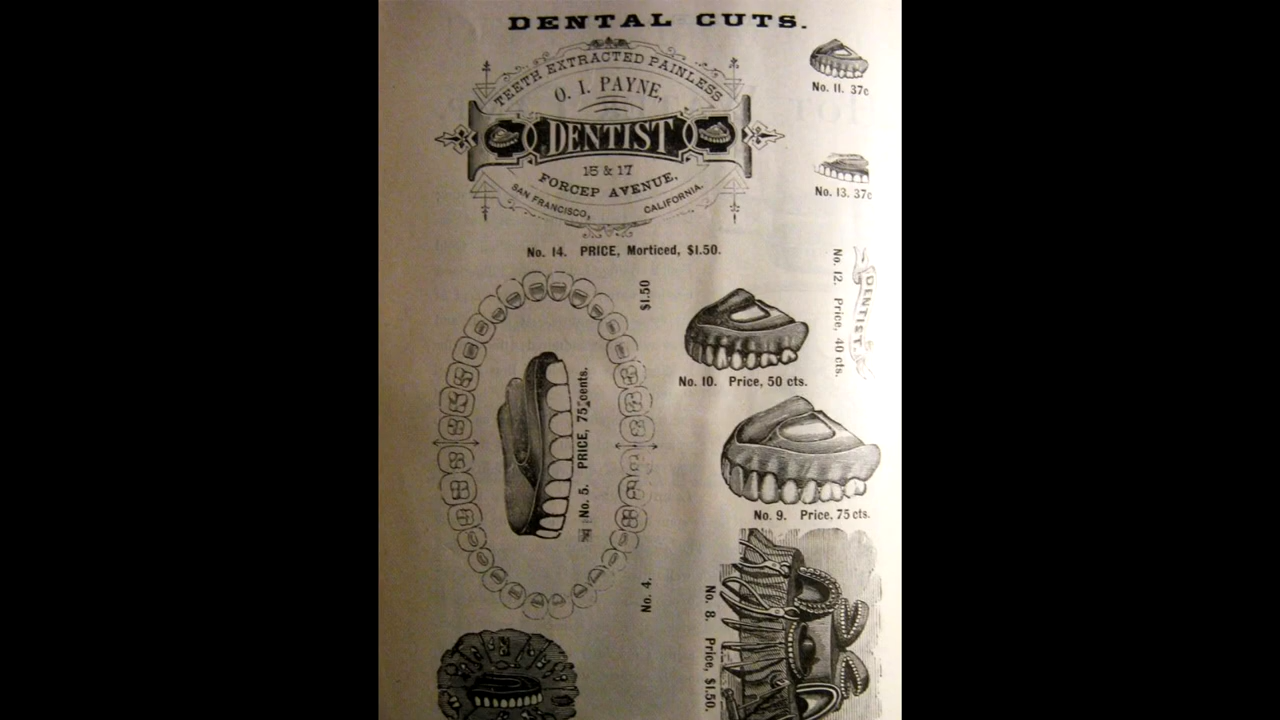 DENTAL CUTS.
TEETH EXTRACTED PAINLESS
O. I. PAYNE,
DENTIST
15 & 17
FORCEP AVENUE,
SAN FRANCISCO, CALIFORNIA.
No. 14. PRICE, Morticed, $1.50.
No. 11. 37c
No. 13. 37c
No. 12. Price, 40 cts.
DENTIST.
No. 4. $1.50
No. 5. PRICE, 75 cents.
No. 10. Price, 50 cts.
No. 9. Price, 75 cts.
No. 8. Price, $1.50.